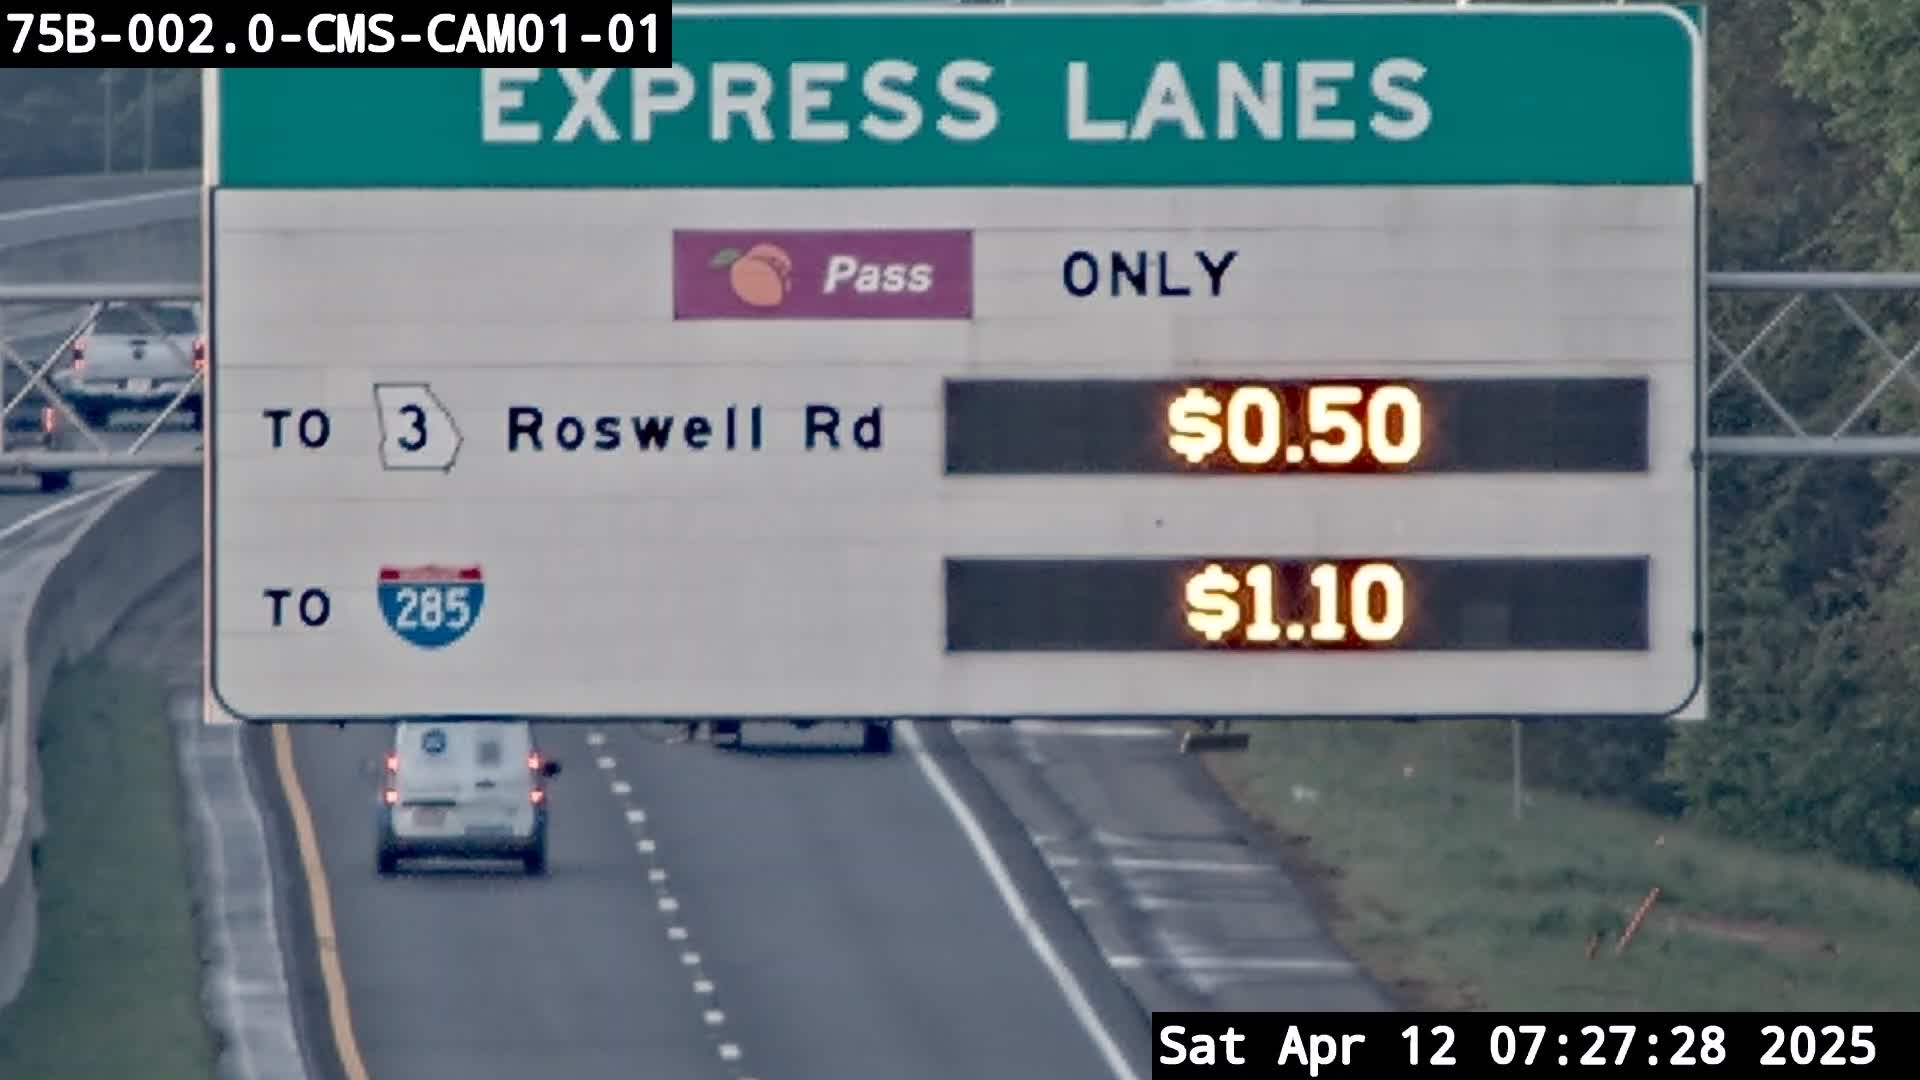 75B-002.0-CMS-CAM01-01
EXPRESS LANES
Pass ONLY
TO 3 Roswell Rd $0.50
TO 285 $1.10
Sat Apr 12 07:27:28 2025